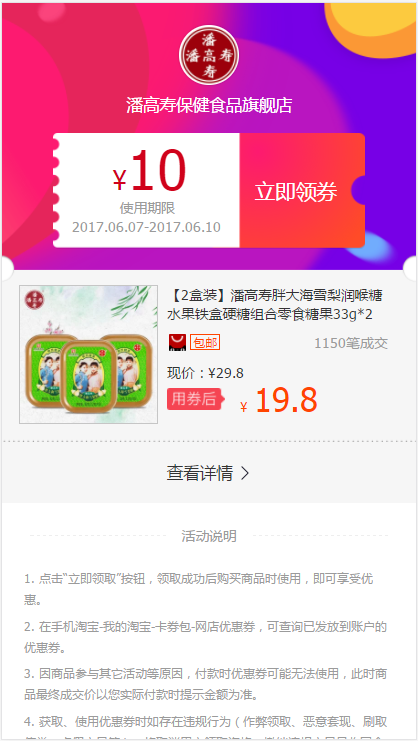 潘高寿
潘高寿保健食品旗舰店
¥10
使用期限
2017.06.07-2017.06.10
立即领券
潘高寿
【2盒装】潘高寿胖大海雪梨润喉糖
水果铁盒硬糖组合零食糖果33g*2
包邮
1150笔成交
现价：¥29.8
用券后
¥ 19.8
查看详情
活动说明
1. 点击“立即领取”按钮，领取成功后购买商品时使用，即可享受优
惠。
2. 在手机淘宝-我的淘宝-卡券包-网店优惠券，可查询已发放到账户的
优惠券。
3. 因商品参与其它活动等原因，付款时优惠券可能无法使用，此时商
品最终成交价以您实际付款时提示金额为准。
4. 获取、使用优惠券时如存在违规行为（作弊领取、恶意套现、刷取